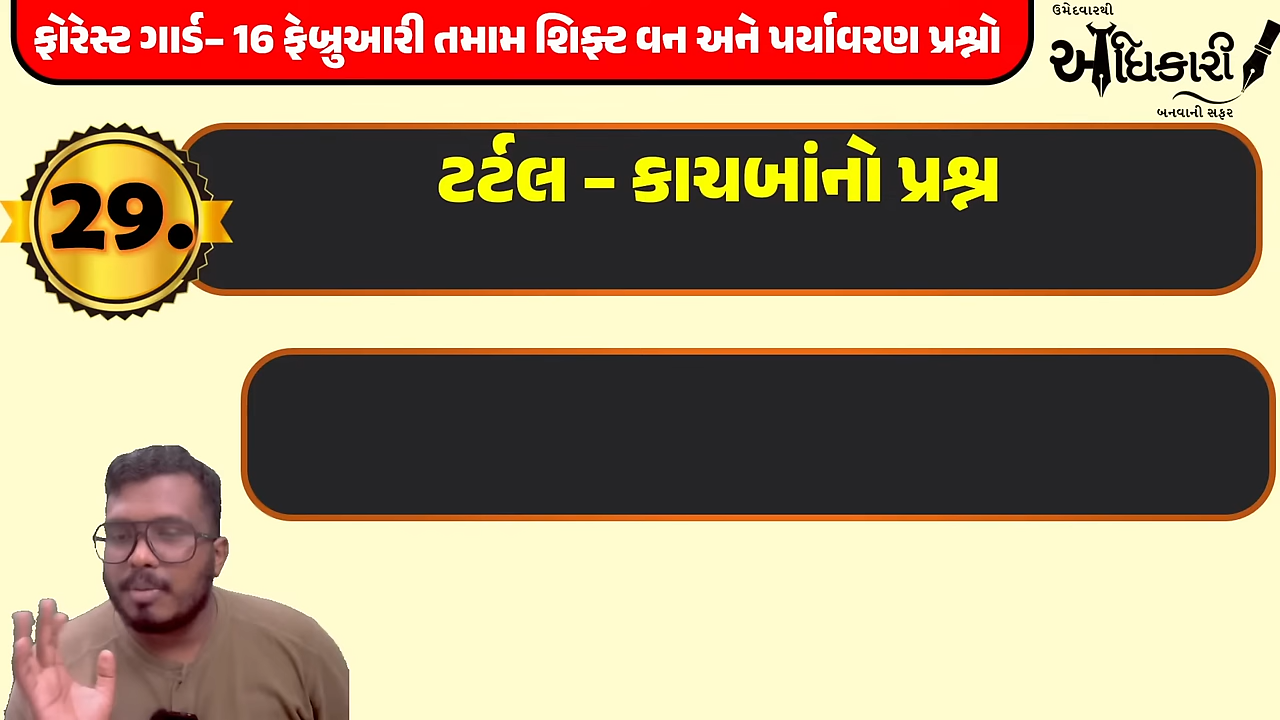 ફોરેસ્ટ ગાર્ડ– 16 ફેબ્રુઆરી તમામ શિફ્ટ વન અને પર્યાવરણ પ્રશ્નો
ઉમેદવારથી
અધિકારી
બનવાની સફર
29.
ટર્ટલ – કાચબાંનો પ્રશ્ન